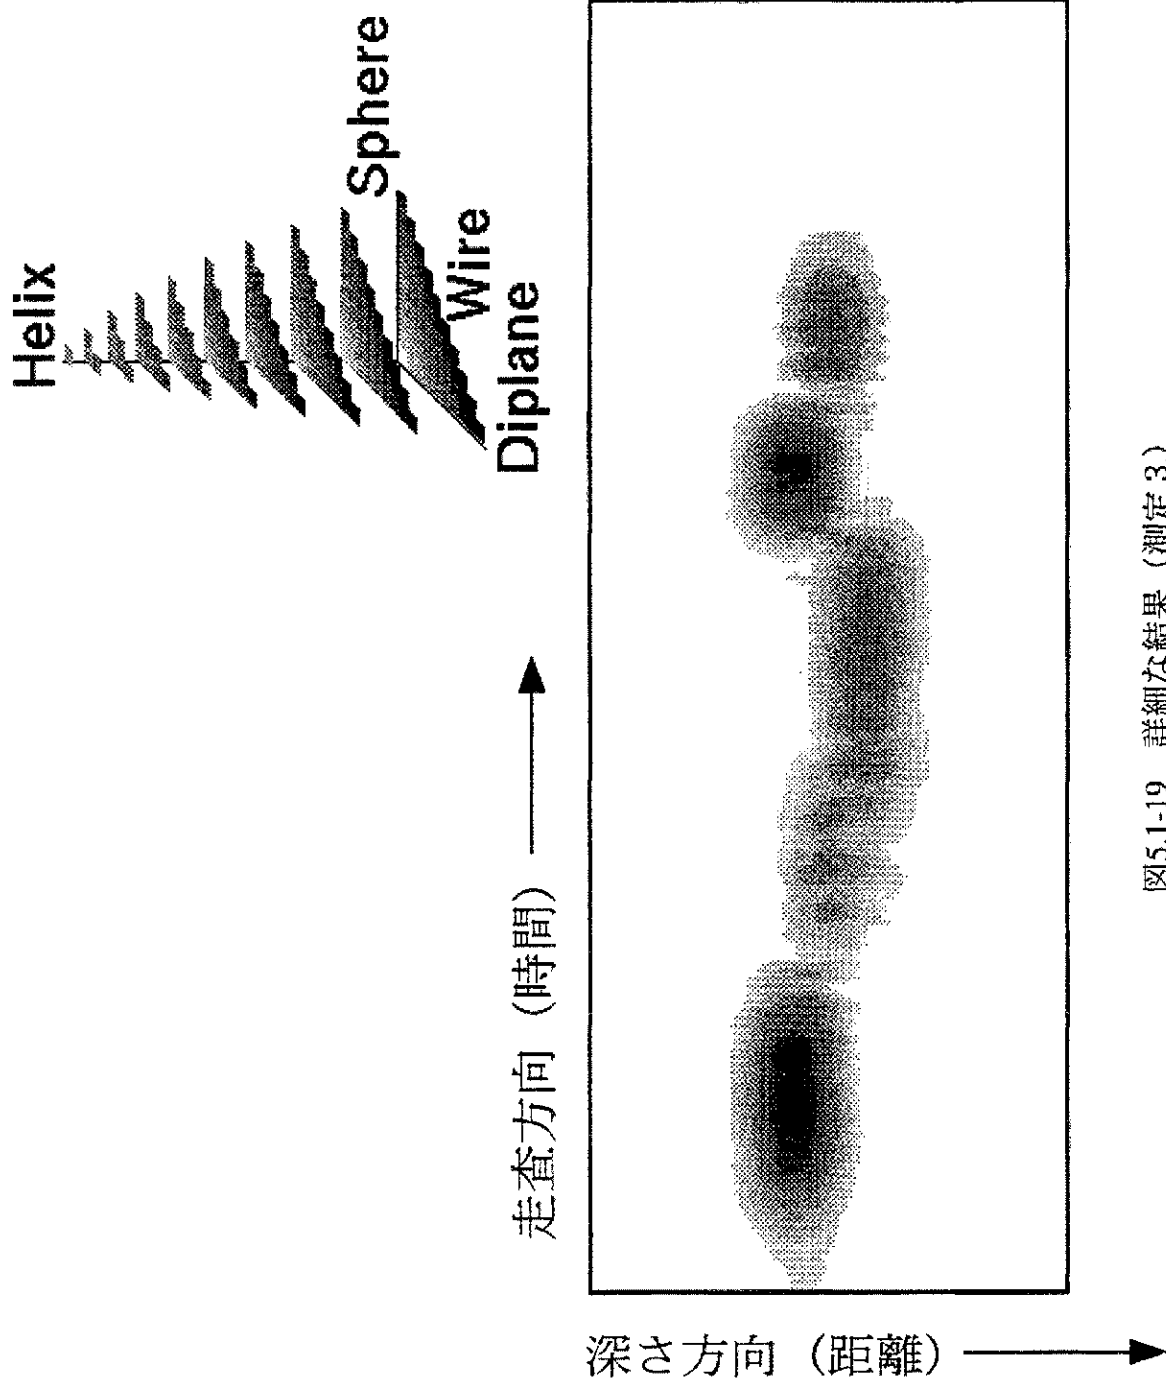 Helix
Sphere
Wire
Diplane
走査方向（時間）
深さ方向（距離）
図5.1-19 詳細な結果（測定3）